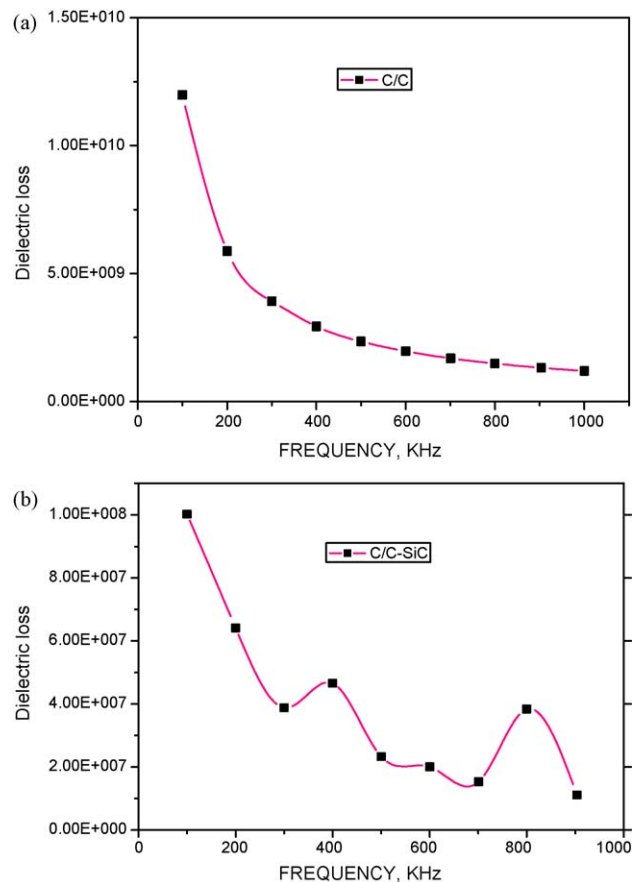 (a)
1.50E+010
1.00E+010
5.00E+009
0.00E+000
Dielectric loss
C/C
0 200 400 600 800 1000
FREQUENCY, KHz
(b)
1.00E+008
8.00E+007
6.00E+007
4.00E+007
2.00E+007
0.00E+000
Dielectric loss
C/C-SiC
0 200 400 600 800 1000
FREQUENCY, KHz